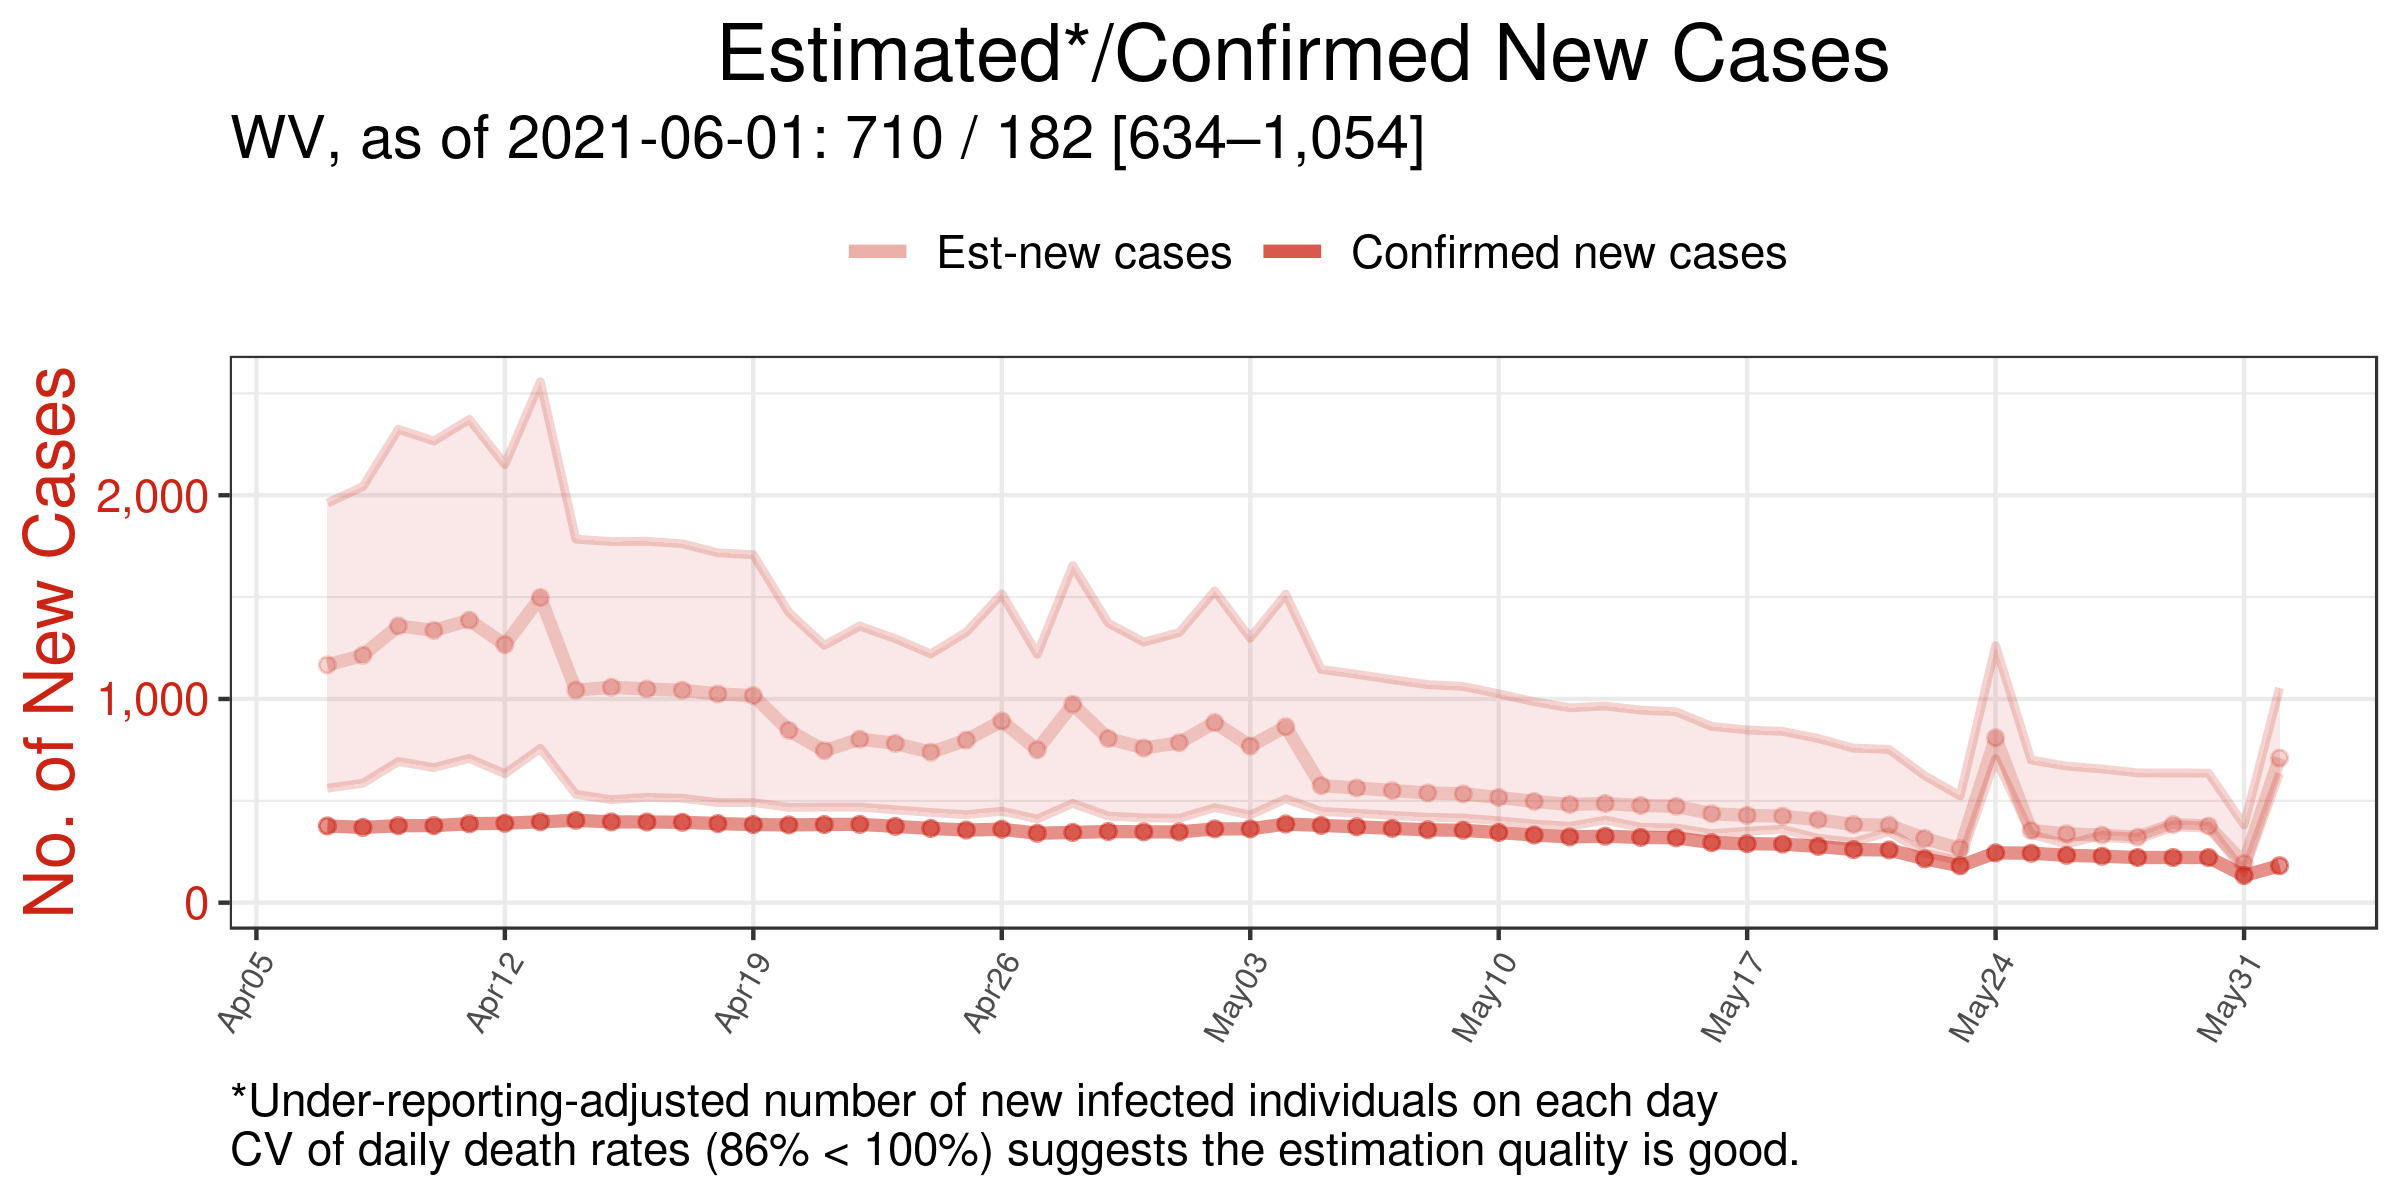 Estimated*/Confirmed New Cases
WV, as of 2021-06-01: 710 / 182 [634–1,054]
Est-new cases Confirmed new cases
No. of New Cases
2,000
1,000
0
Apr05 Apr12 Apr19 Apr26 May03 May10 May17 May24 May31
*Under-reporting-adjusted number of new infected individuals on each day
CV of daily death rates (86% < 100%) suggests the estimation quality is good.